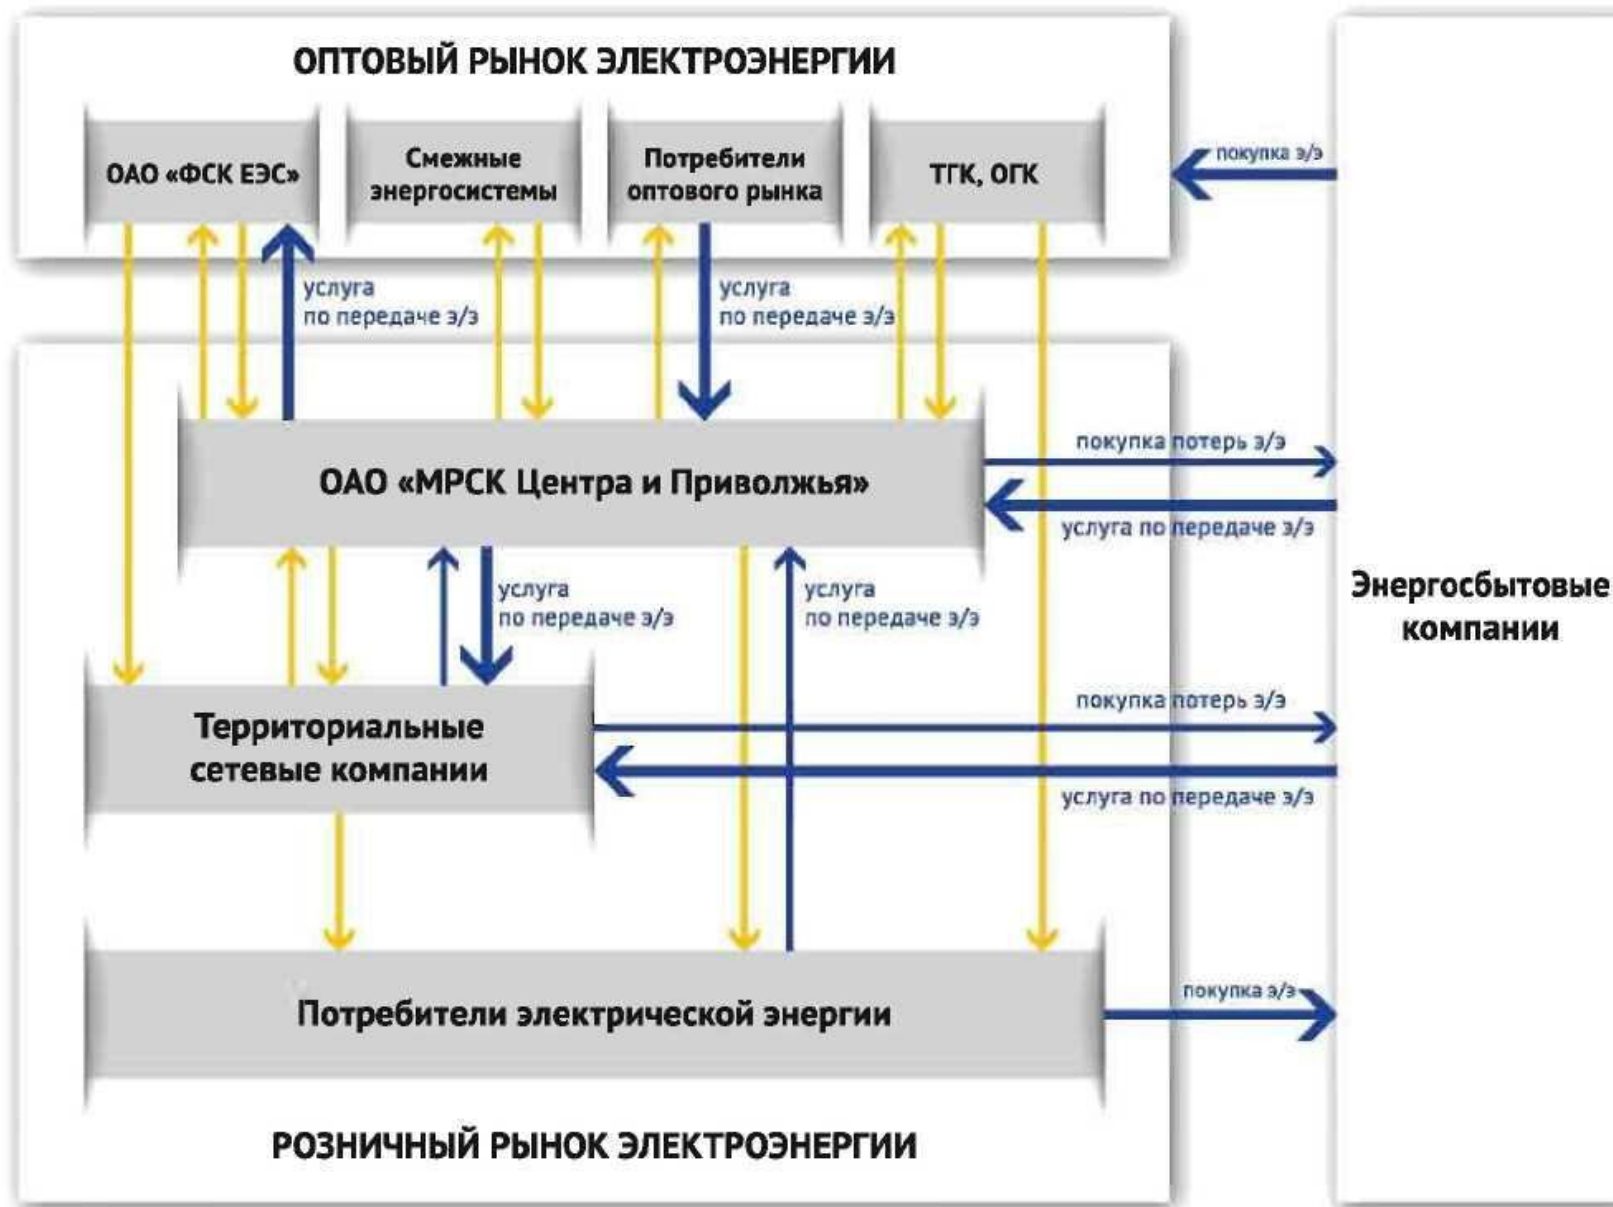 ОПТОВЫЙ РЫНОК ЭЛЕКТРОЭНЕРГИИ
ОАО «ФСК ЕЭС»
Смежные
энергосистемы
Потребители
оптового рынка
ТГК, ОГК
покупка э/э
услуга
по передаче э/э
услуга
по передаче э/э
ОАО «МРСК Центра и Приволжья»
покупка потерь э/э
услуга по передаче э/э
услуга
по передаче э/э
услуга
по передаче э/э
Энергосбытовые
компании
Территориальные
сетевые компании
покупка потерь э/э
услуга по передаче э/э
Потребители электрической энергии
покупка э/э
РОЗНИЧНЫЙ РЫНОК ЭЛЕКТРОЭНЕРГИИ